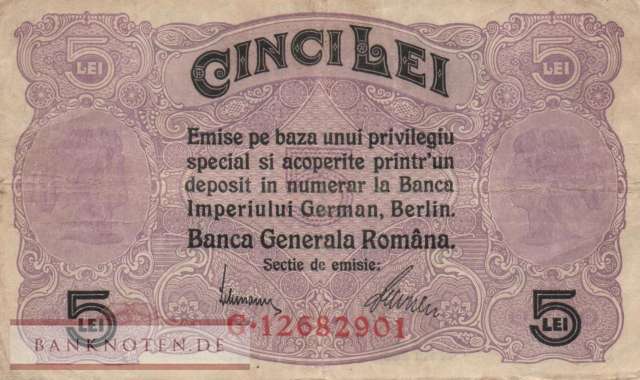 5 LEI
CINCI LEI
5 LEI
Emise pe baza unui privilegiu
special si acoperite printr'un
deposit in numerar la Banca
Imperiului German, Berlin.
Banca Generala Româna.
Sectie de emisie:
5 LEI
G·12682901
5 LEI
BANKNOTEN.DE